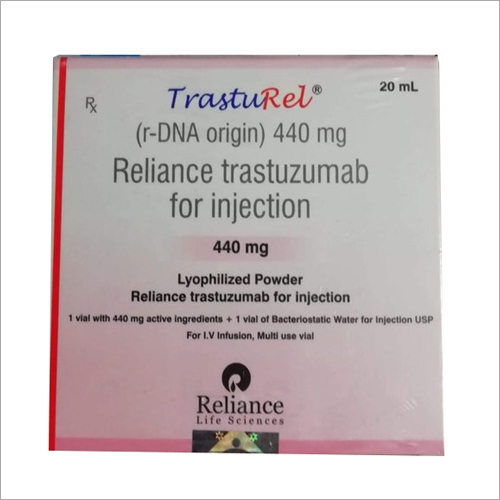 Rx
TrastuRel®
20 mL
(r-DNA origin) 440 mg
Reliance trastuzumab
for injection
440 mg
Lyophilized Powder
Reliance trastuzumab for injection
1 vial with 440 mg active ingredients + 1 vial of Bacteriostatic Water for Injection USP
For I.V Infusion, Multi use vial
Reliance
Life Sciences